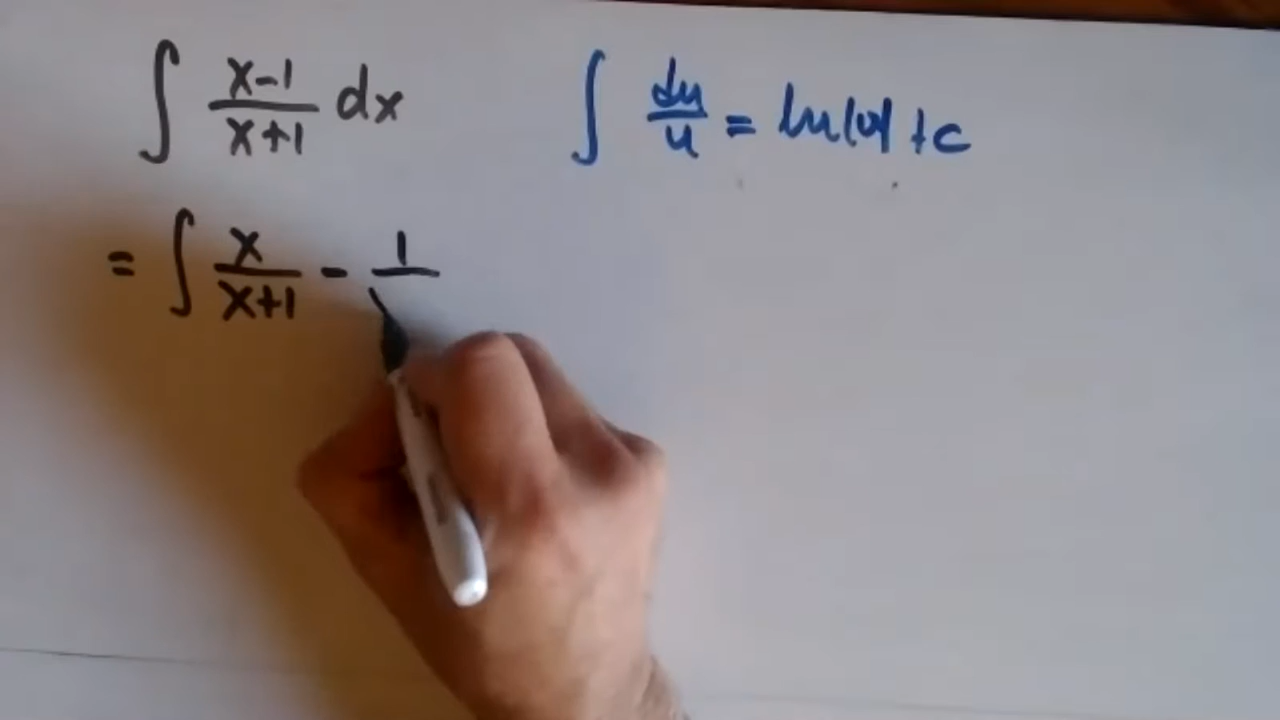 ∫ (x-1)/(x+1) dx
∫ du/u = ln|u| + c
= ∫ x/(x+1) - 1/